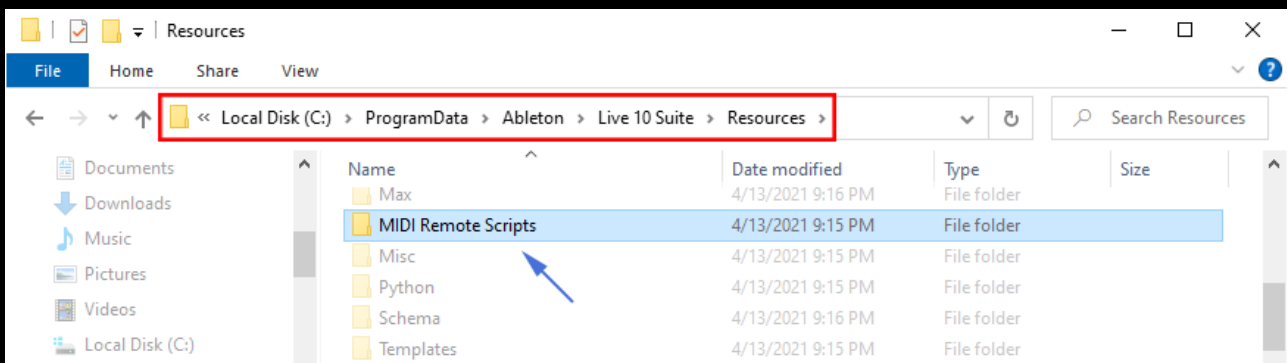 Resources
File Home Share View
« Local Disk (C:) > ProgramData > Ableton > Live 10 Suite > Resources > Search Resources
Documents
Downloads
Music
Pictures
Videos
Local Disk (C:)
Name Date modified Type Size
Max 4/13/2021 9:16 PM File folder
MIDI Remote Scripts 4/13/2021 9:15 PM File folder
Misc 4/13/2021 9:15 PM File folder
Python 4/13/2021 9:15 PM File folder
Schema 4/13/2021 9:16 PM File folder
Templates 4/13/2021 9:15 PM File folder